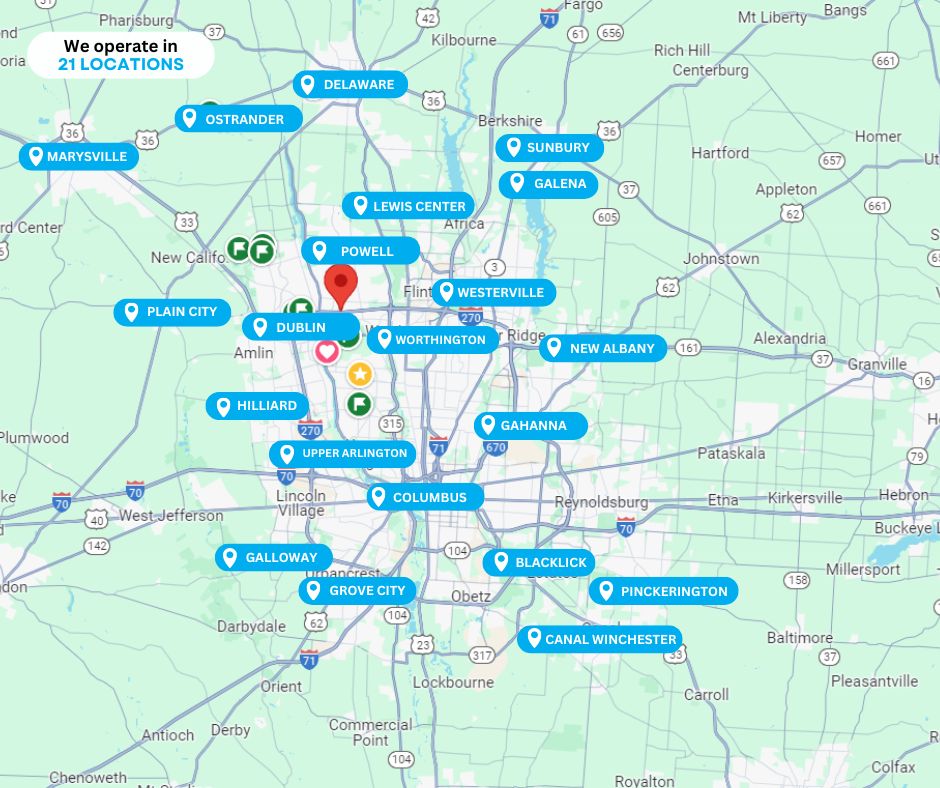 Fargo
Pharisburg
42
71
Mt Liberty
Bangs
37
61
656
We operate in
21 LOCATIONS
Kilbourne
Rich Hill
Centerburg
661
DELAWARE
36
OSTRANDER
Berkshire
36
36
36
SUNBURY
Homer
MARYSVILLE
Hartford
657
GALENA
37
Appleton
LEWIS CENTER
62
661
33
Africa
605
New Califo
POWELL
3
Johnstown
WESTERVILLE
62
PLAIN CITY
270
DUBLIN
WORTHINGTON
Ridge
NEW ALBANY
161
Alexandria
Amlin
37
Granville
16
HILLIARD
315
GAHANNA
270
Plumwood
71
670
UPPER ARLINGTON
Pataskala
79
70
70
70
Lincoln
Village
COLUMBUS
Reynoldsburg
Etna
Kirkersville
Hebron
40
West Jefferson
70
142
104
GALLOWAY
BLACKLICK
Millersport
Urbancrest
158
GROVE CITY
Obetz
PINCKERINGTON
104
Darbydale
62
CANAL WINCHESTER
Baltimore
23
317
33
37
71
Lockbourne
Pleasantville
Orient
Carroll
Commercial
Point
Derby
Antioch
104
Chenoweth
Colfax
Royalton